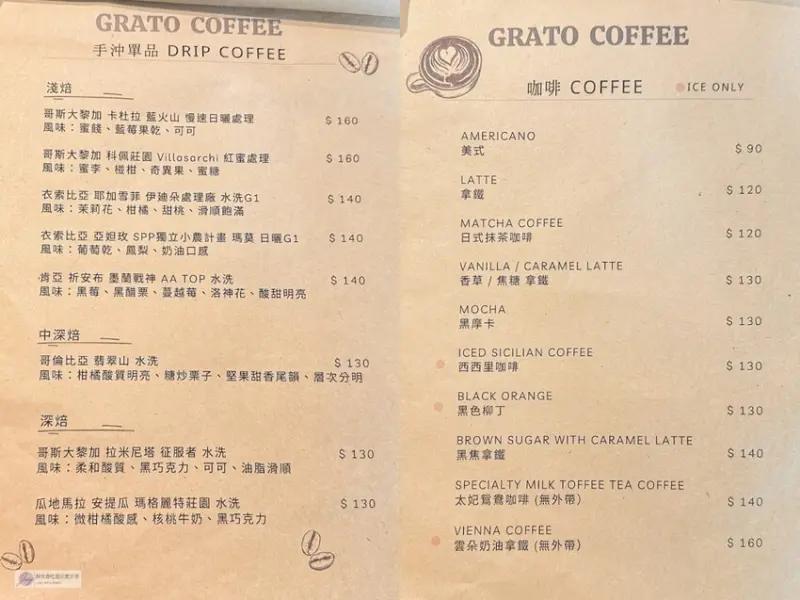 GRATO COFFEE
手沖單品 DRIP COFFEE
淺焙
哥斯大黎加 卡杜拉 藍火山 慢速日曬處理 $ 160
風味：蜜餞、藍莓果乾、可可
哥斯大黎加 科佩莊園 Villasarchi 紅蜜處理 $ 160
風味：蜜李、椪柑、奇異果、蜜糖
衣索比亞 耶加雪菲 伊迪朵處理廠 水洗G1 $ 140
風味：茉莉花、柑橘、甜桃、滑順飽滿
衣索比亞 亞妲玫 SPP獨立小農計畫 瑪莫 日曬G1 $ 140
風味：葡萄乾、鳳梨、奶油口感
肯亞 祈安布 墨蘭戰神 AA TOP 水洗 $ 140
風味：黑莓、黑醋栗、蔓越莓、洛神花、酸甜明亮
中深焙
哥倫比亞 翡翠山 水洗 $ 130
風味：柑橘酸質明亮、糖炒栗子、堅果甜香尾韻、層次分明
深焙
哥斯大黎加 拉米尼塔 征服者 水洗 $ 130
風味：柔和酸質、黑巧克力、可可、油脂滑順
瓜地馬拉 安提瓜 瑪格麗特莊園 水洗 $ 130
風味：微柑橘酸感、核桃牛奶、黑巧克力
GRATO COFFEE
咖啡 COFFEE ICE ONLY
AMERICANO
美式 $ 90
LATTE
拿鐵 $ 120
MATCHA COFFEE
日式抹茶咖啡 $ 120
VANILLA / CARAMEL LATTE
香草 / 焦糖 拿鐵 $ 130
MOCHA
黑摩卡 $ 130
ICED SICILIAN COFFEE
西西里咖啡 $ 130
BLACK ORANGE
黑色柳丁 $ 130
BROWN SUGAR WITH CARAMEL LATTE
黑焦拿鐵 $ 140
SPECIALTY MILK TOFFEE TEA COFFEE
太妃鴛鴦咖啡 (無外帶) $ 140
VIENNA COFFEE
雲朵奶油拿鐵 (無外帶) $ 160